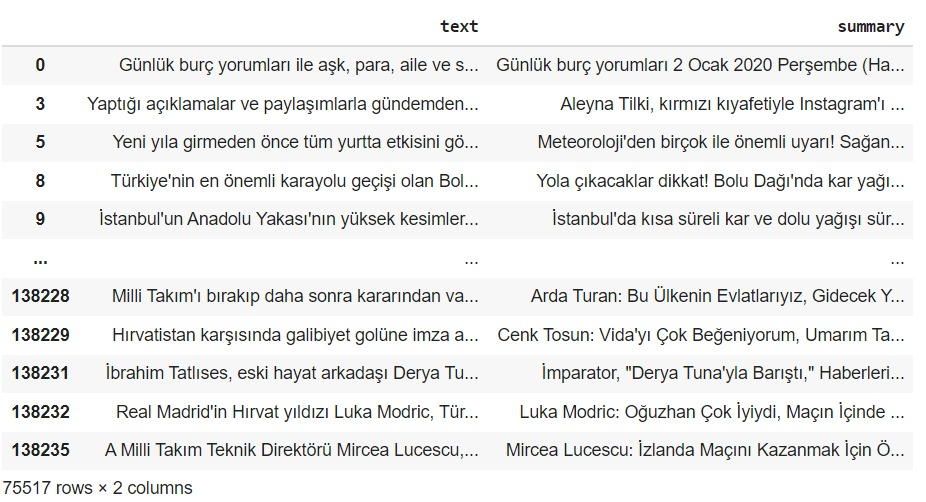 text summary
0 Günlük burç yorumları ile aşk, para, aile ve s... Günlük burç yorumları 2 Ocak 2020 Perşembe (Ha...
3 Yaptığı açıklamalar ve paylaşımlarla gündemden... Aleyna Tilki, kırmızı kıyafetiyle Instagram'ı ...
5 Yeni yıla girmeden önce tüm yurtta etkisini gö... Meteoroloji'den birçok ile önemli uyarı! Sağan...
8 Türkiye'nin en önemli karayolu geçişi olan Bol... Yola çıkacaklar dikkat! Bolu Dağı'nda kar yağı...
9 İstanbul'un Anadolu Yakası'nın yüksek kesimler... İstanbul'da kısa süreli kar ve dolu yağışı sür...
... ... ...
138228 Milli Takım'ı bırakıp daha sonra kararından va... Arda Turan: Bu Ülkenin Evlatlarıyız, Gidecek Y...
138229 Hırvatistan karşısında galibiyet golüne imza a... Cenk Tosun: Vida'yı Çok Beğeniyorum, Umarım Ta...
138231 İbrahim Tatlıses, eski hayat arkadaşı Derya Tu... İmparator, "Derya Tuna'yla Barıştı," Haberleri...
138232 Real Madrid'in Hırvat yıldızı Luka Modric, Tür... Luka Modric: Oğuzhan Çok İyiydi, Maçın İçinde ...
138235 A Milli Takım Teknik Direktörü Mircea Lucescu,... Mircea Lucescu: İzlanda Maçını Kazanmak İçin Ö...
75517 rows × 2 columns